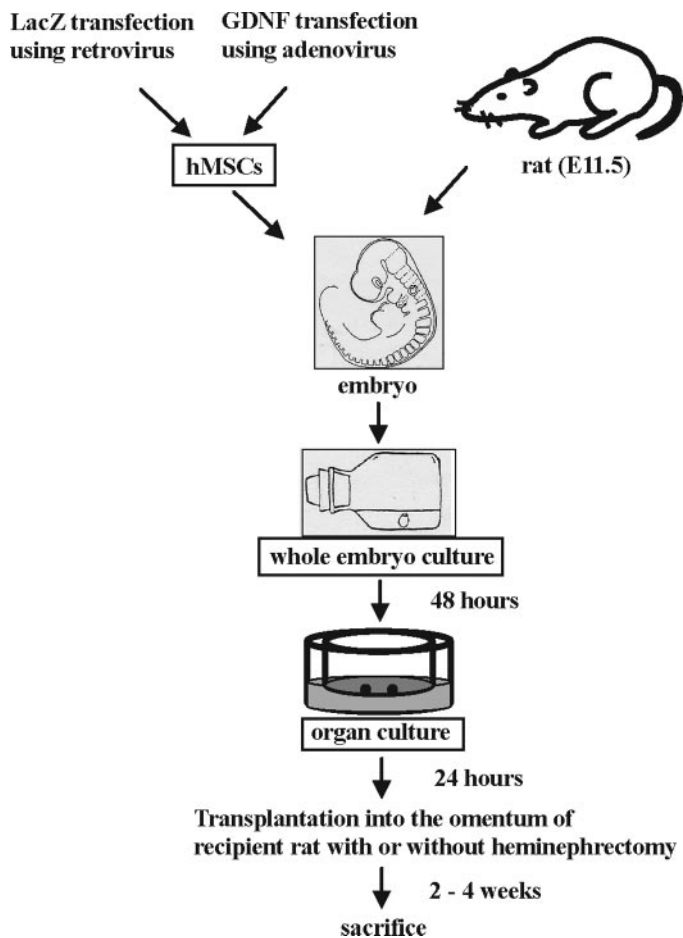 LacZ transfection
using retrovirus
GDNF transfection
using adenovirus
hMSCs
rat (E11.5)
embryo
whole embryo culture
48 hours
organ culture
24 hours
Transplantation into the omentum of
recipient rat with or without heminephrectomy
2 - 4 weeks
sacrifice